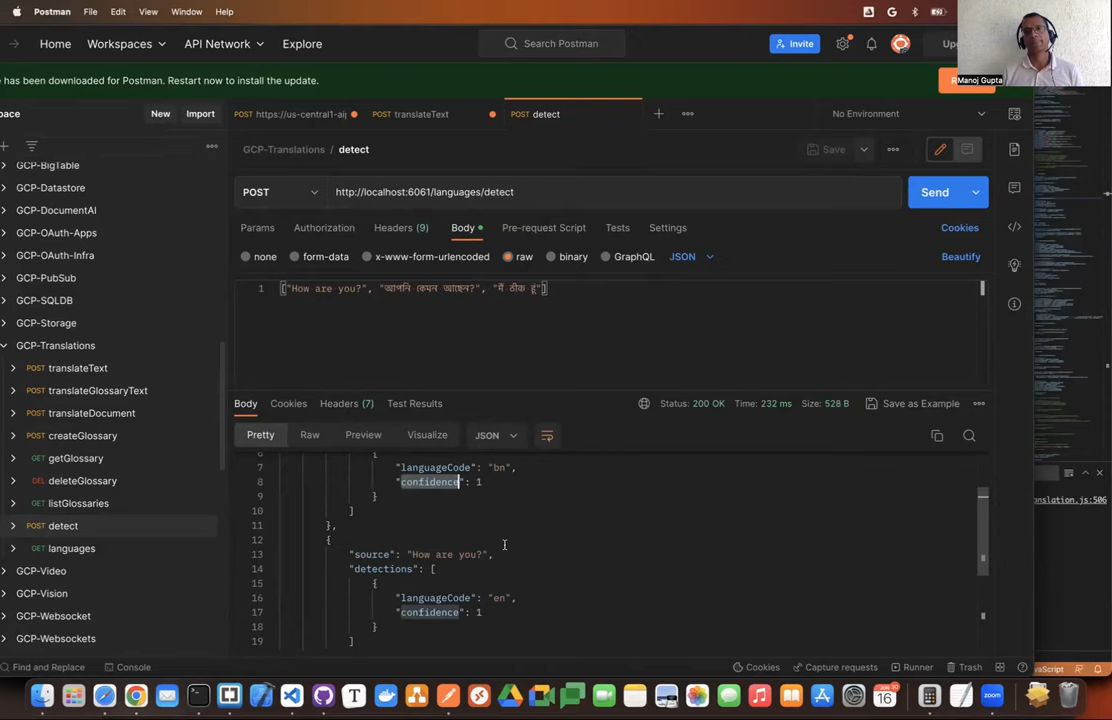 Postman File Edit View Window Help
16
Home Workspaces API Network Explore
Search Postman
Invite
Manoj Gupta
e has been downloaded for Postman. Restart now to install the update.
New Import
POST https://us-central1-aip
POST translateText
POST detect
No Environment
GCP-BigTable
GCP-Datastore
GCP-DocumentAI
GCP-OAuth-Apps
GCP-OAuth-Infra
GCP-PubSub
GCP-SQLDB
GCP-Storage
GCP-Translations
POST translateText
POST translateGlossaryText
POST translateDocument
POST createGlossary
GET getGlossary
POST deleteGlossary
GET listGlossaries
POST detect
GET languages
GCP-Video
GCP-Vision
GCP-Websocket
GCP-Websockets
GCP-Translations / detect
Save
POST http://localhost:6061/languages/detect
Send
Params Authorization Headers (9) Body Pre-request Script Tests Settings
Cookies
none form-data x-www-form-urlencoded raw binary GraphQL JSON
Beautify
1 ["How are you?", "আপনি কেমন আছেন?", "मैं ठीक हूं"]
Body Cookies Headers (7) Test Results
Status: 200 OK Time: 232 ms Size: 528 B
Save as Example
Pretty Raw Preview Visualize JSON
6 {
7 "languageCode": "bn",
8 "confidence": 1
9 }
10 ]
11 },
12 {
13 "source": "How are you?",
14 "detections": [
15 {
16 "languageCode": "en",
17 "confidence": 1
18 }
19 ]
anslation.js:506
Find and Replace Console
Cookies Capture requests Runner Trash
zoom